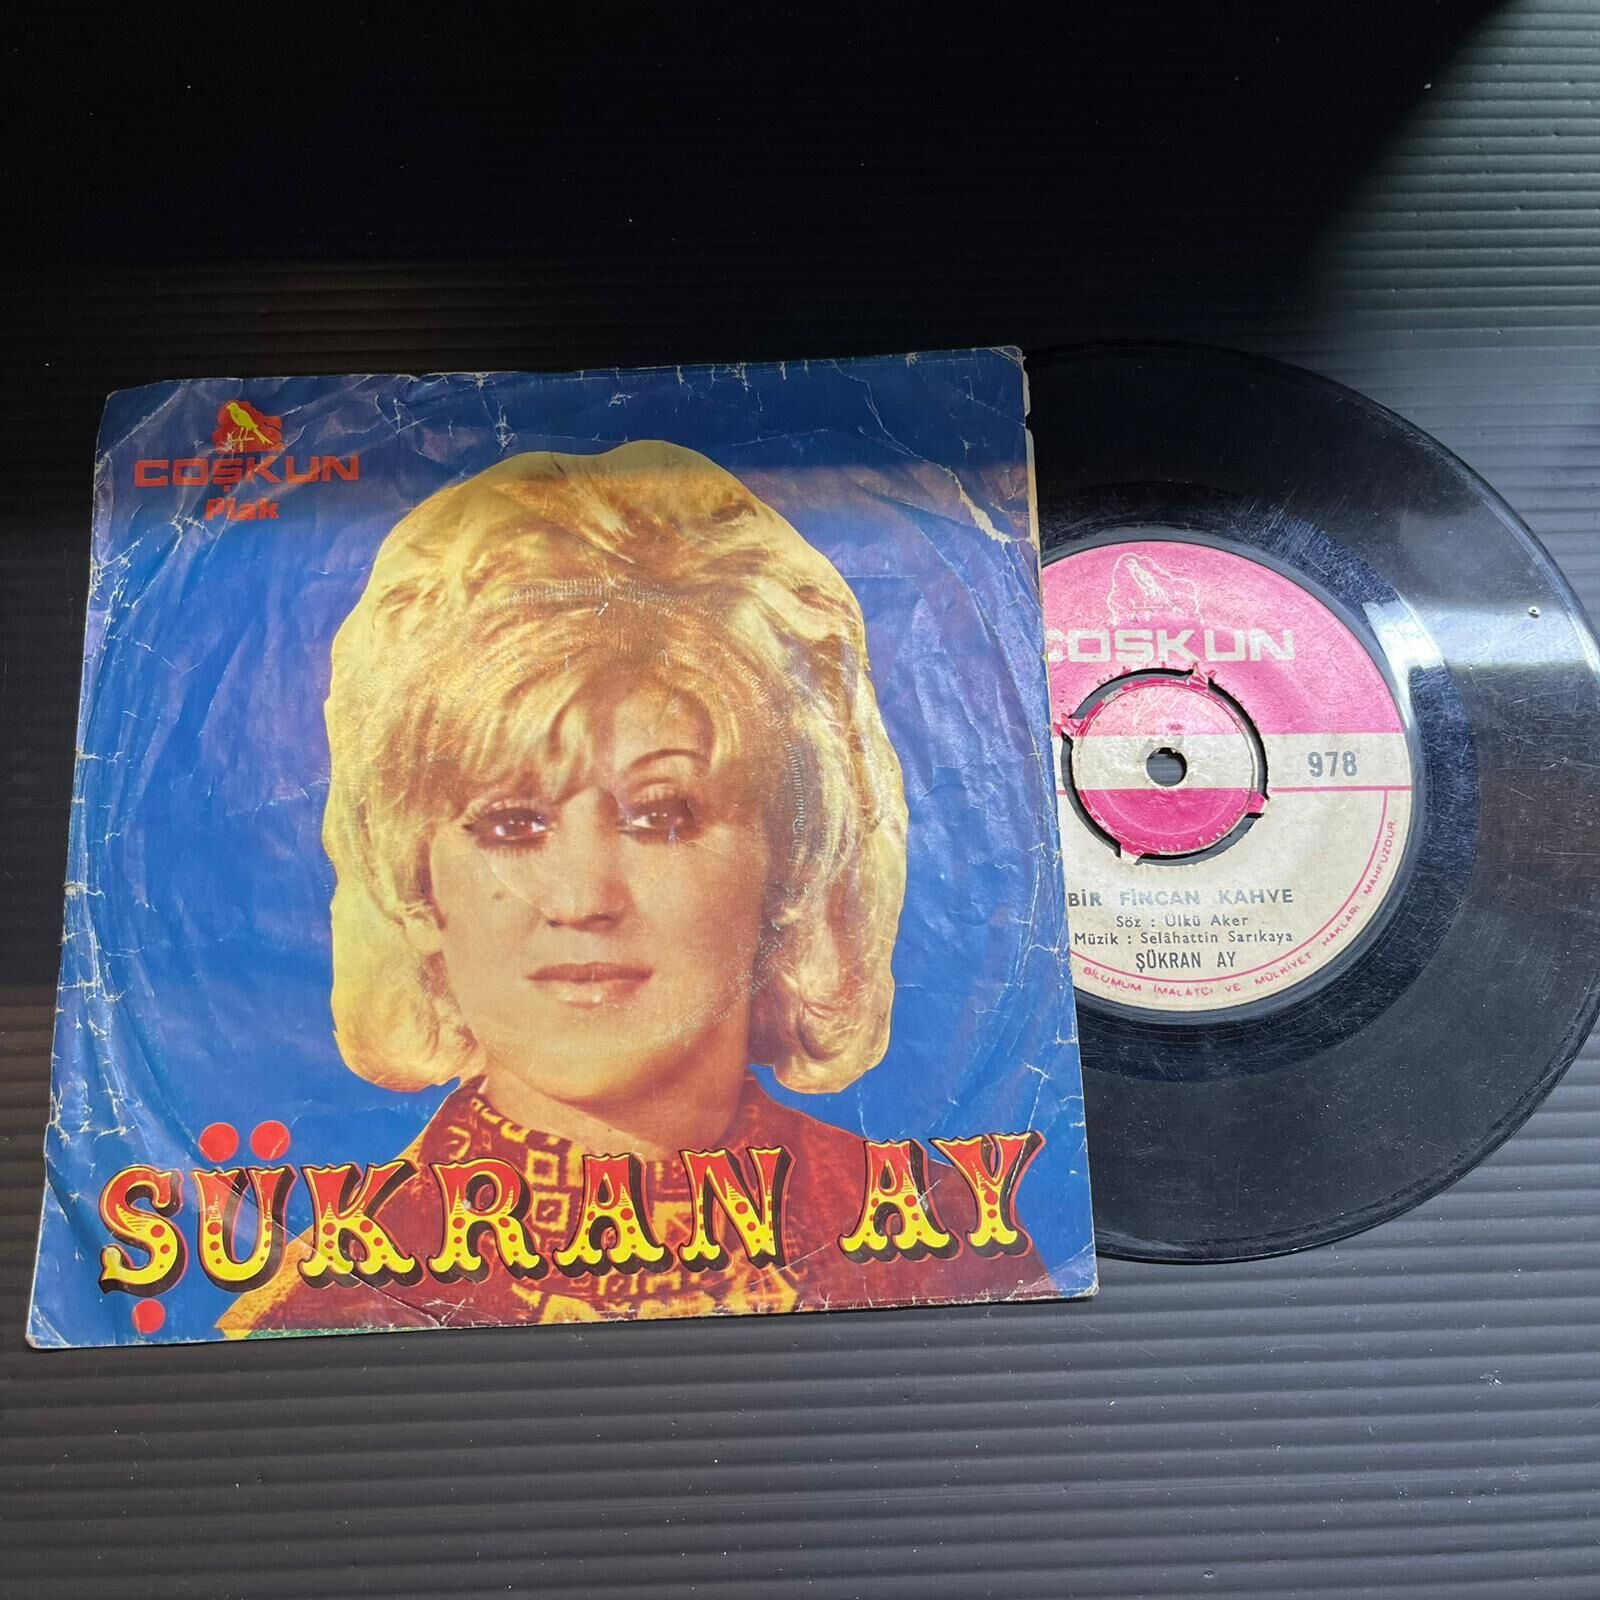 COŞKUN
Plak
ŞÜKRAN AY
COŞKUN
978
BİR FİNCAN KAHVE
Söz : Ülkü Aker
Müzik : Selâhattin Sarıkaya
ŞÜKRAN AY
BİLÜMUM İMALATÇI VE MÜLKİYET HAKLARI MAHFUZDUR